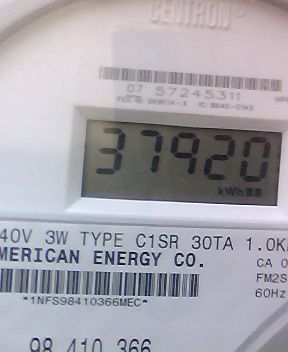 CENTRON®
07 57245311
37920
kWh
40V 3W TYPE C1SR 30TA 1.0K
MERICAN ENERGY CO.
CA 0
FM2S
60Hz
*1NFS98410366MEC*
98 410 366